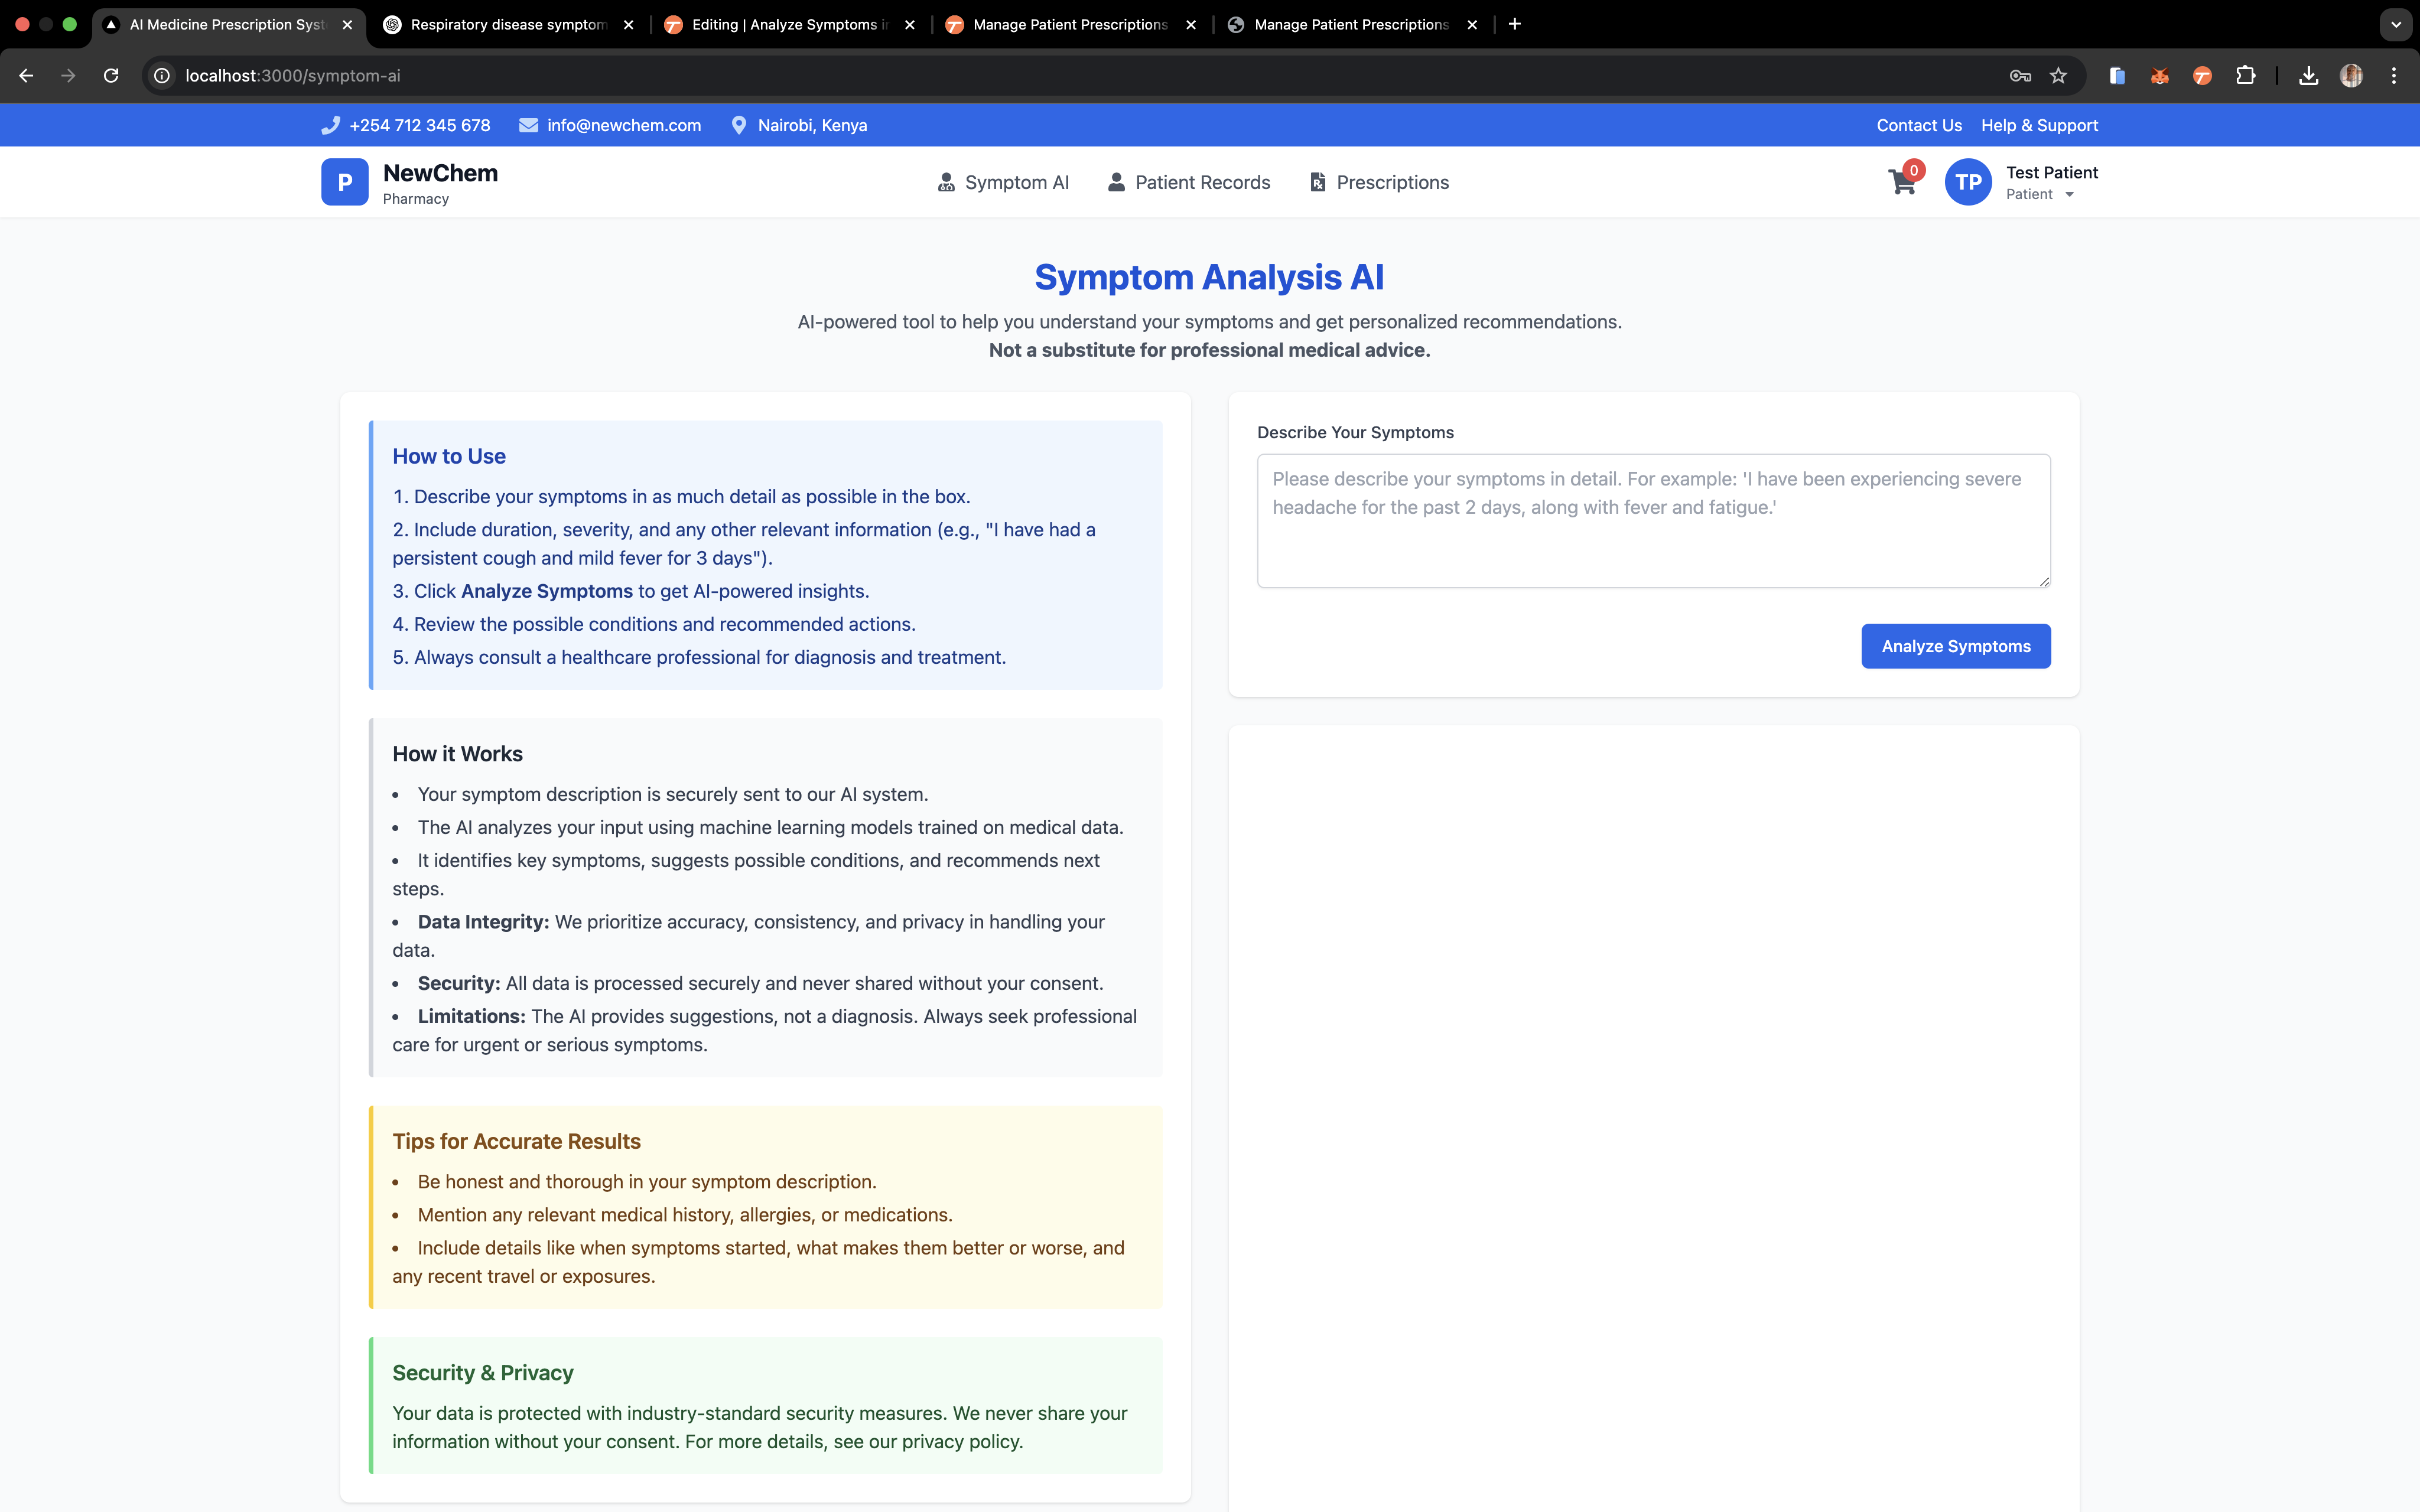 AI Medicine Prescription Syst
Respiratory disease symptom
Editing | Analyze Symptoms i
Manage Patient Prescriptions
Manage Patient Prescriptions
localhost:3000/symptom-ai
+254 712 345 678
info@newchem.com
Nairobi, Kenya
Contact Us
Help & Support
P
NewChem
Pharmacy
Symptom AI
Patient Records
Prescriptions
0
TP
Test Patient
Patient
Symptom Analysis AI
AI-powered tool to help you understand your symptoms and get personalized recommendations.
Not a substitute for professional medical advice.
How to Use
1. Describe your symptoms in as much detail as possible in the box.
2. Include duration, severity, and any other relevant information (e.g., "I have had a
persistent cough and mild fever for 3 days").
3. Click Analyze Symptoms to get AI-powered insights.
4. Review the possible conditions and recommended actions.
5. Always consult a healthcare professional for diagnosis and treatment.
How it Works
• Your symptom description is securely sent to our AI system.
• The AI analyzes your input using machine learning models trained on medical data.
• It identifies key symptoms, suggests possible conditions, and recommends next
steps.
• Data Integrity: We prioritize accuracy, consistency, and privacy in handling your
data.
• Security: All data is processed securely and never shared without your consent.
• Limitations: The AI provides suggestions, not a diagnosis. Always seek professional
care for urgent or serious symptoms.
Tips for Accurate Results
• Be honest and thorough in your symptom description.
• Mention any relevant medical history, allergies, or medications.
• Include details like when symptoms started, what makes them better or worse, and
any recent travel or exposures.
Security & Privacy
Your data is protected with industry-standard security measures. We never share your
information without your consent. For more details, see our privacy policy.
Describe Your Symptoms
Please describe your symptoms in detail. For example: 'I have been experiencing severe
headache for the past 2 days, along with fever and fatigue.'
Analyze Symptoms